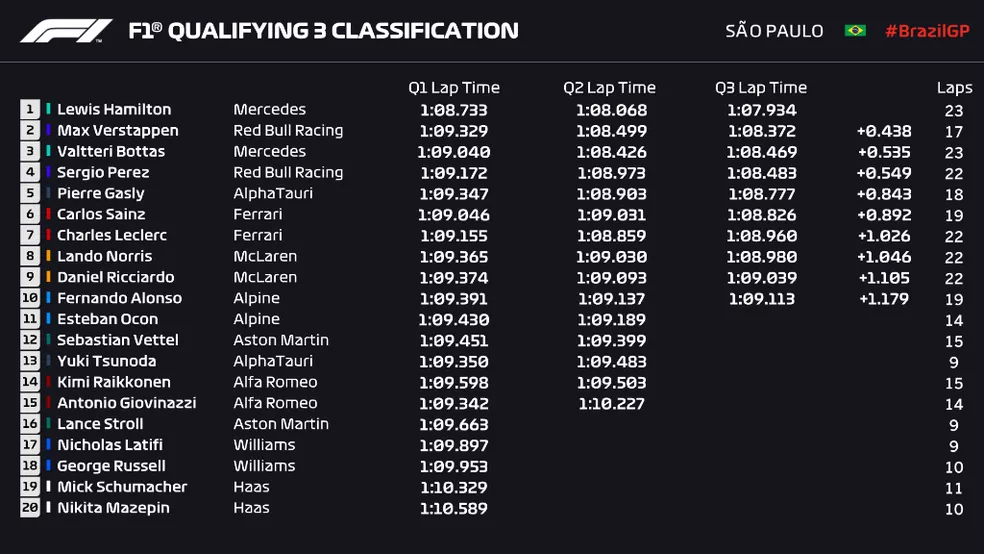 F1 F1® QUALIFYING 3 CLASSIFICATION SÃO PAULO #BrazilGP
Q1 Lap Time Q2 Lap Time Q3 Lap Time Laps
1 Lewis Hamilton Mercedes 1:08.733 1:08.068 1:07.934 23
2 Max Verstappen Red Bull Racing 1:09.329 1:08.499 1:08.372 +0.438 17
3 Valtteri Bottas Mercedes 1:09.040 1:08.426 1:08.469 +0.535 23
4 Sergio Perez Red Bull Racing 1:09.172 1:08.973 1:08.483 +0.549 22
5 Pierre Gasly AlphaTauri 1:09.347 1:08.903 1:08.777 +0.843 18
6 Carlos Sainz Ferrari 1:09.046 1:09.031 1:08.826 +0.892 19
7 Charles Leclerc Ferrari 1:09.155 1:08.859 1:08.960 +1.026 22
8 Lando Norris McLaren 1:09.365 1:09.030 1:08.980 +1.046 22
9 Daniel Ricciardo McLaren 1:09.374 1:09.093 1:09.039 +1.105 22
10 Fernando Alonso Alpine 1:09.391 1:09.137 1:09.113 +1.179 19
11 Esteban Ocon Alpine 1:09.430 1:09.189 14
12 Sebastian Vettel Aston Martin 1:09.451 1:09.399 15
13 Yuki Tsunoda AlphaTauri 1:09.350 1:09.483 9
14 Kimi Raikkonen Alfa Romeo 1:09.598 1:09.503 15
15 Antonio Giovinazzi Alfa Romeo 1:09.342 1:10.227 14
16 Lance Stroll Aston Martin 1:09.663 9
17 Nicholas Latifi Williams 1:09.897 9
18 George Russell Williams 1:09.953 10
19 Mick Schumacher Haas 1:10.329 11
20 Nikita Mazepin Haas 1:10.589 10